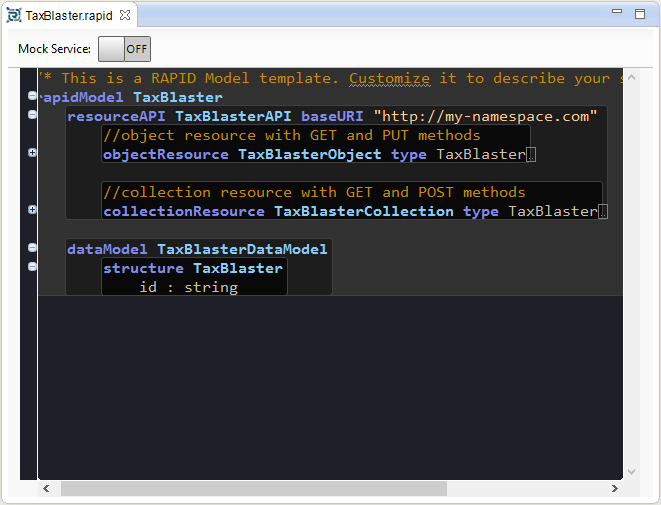 TaxBlaster.rapid
Mock Service: OFF
/* This is a RAPID Model template. Customize it to describe your
rapidModel TaxBlaster
resourceAPI TaxBlasterAPI baseURI "http://my-namespace.com"
//object resource with GET and PUT methods
objectResource TaxBlasterObject type TaxBlaster
//collection resource with GET and POST methods
collectionResource TaxBlasterCollection type TaxBlaster
dataModel TaxBlasterDataModel
structure TaxBlaster
id : string